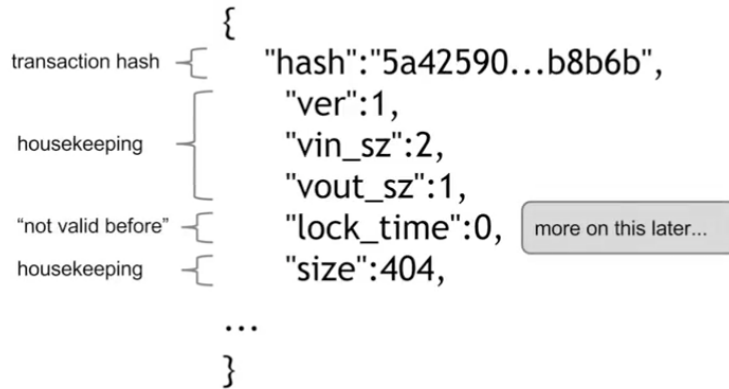 {
transaction hash "hash":"5a42590...b8b6b",
"ver":1,
housekeeping "vin_sz":2,
"vout_sz":1,
“not valid before” "lock_time":0, more on this later...
housekeeping "size":404,
...
}